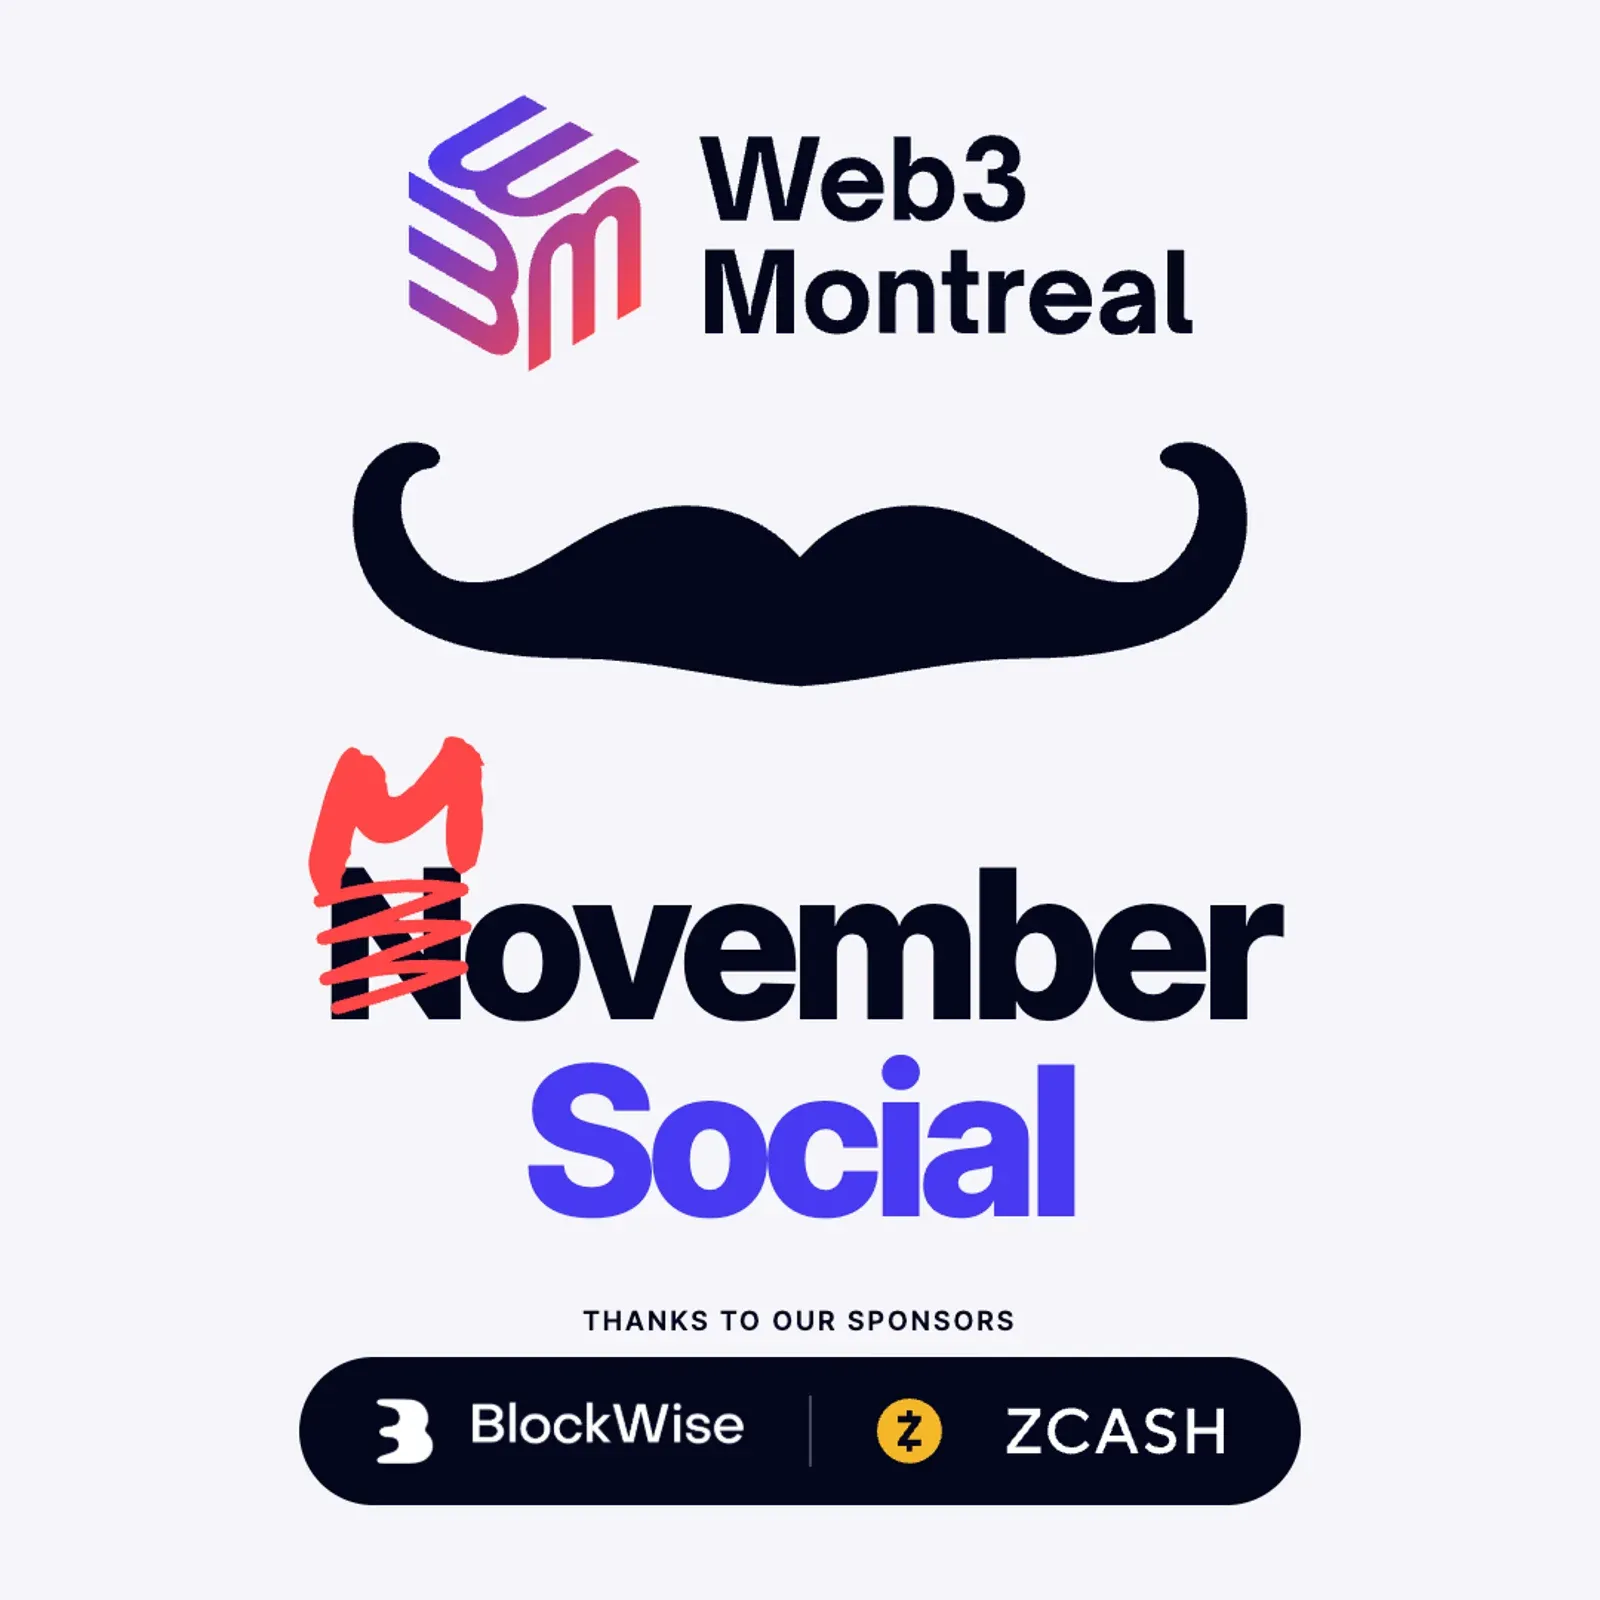 Web3
Montreal
M
November
Social
THANKS TO OUR SPONSORS
BlockWise
ZCASH